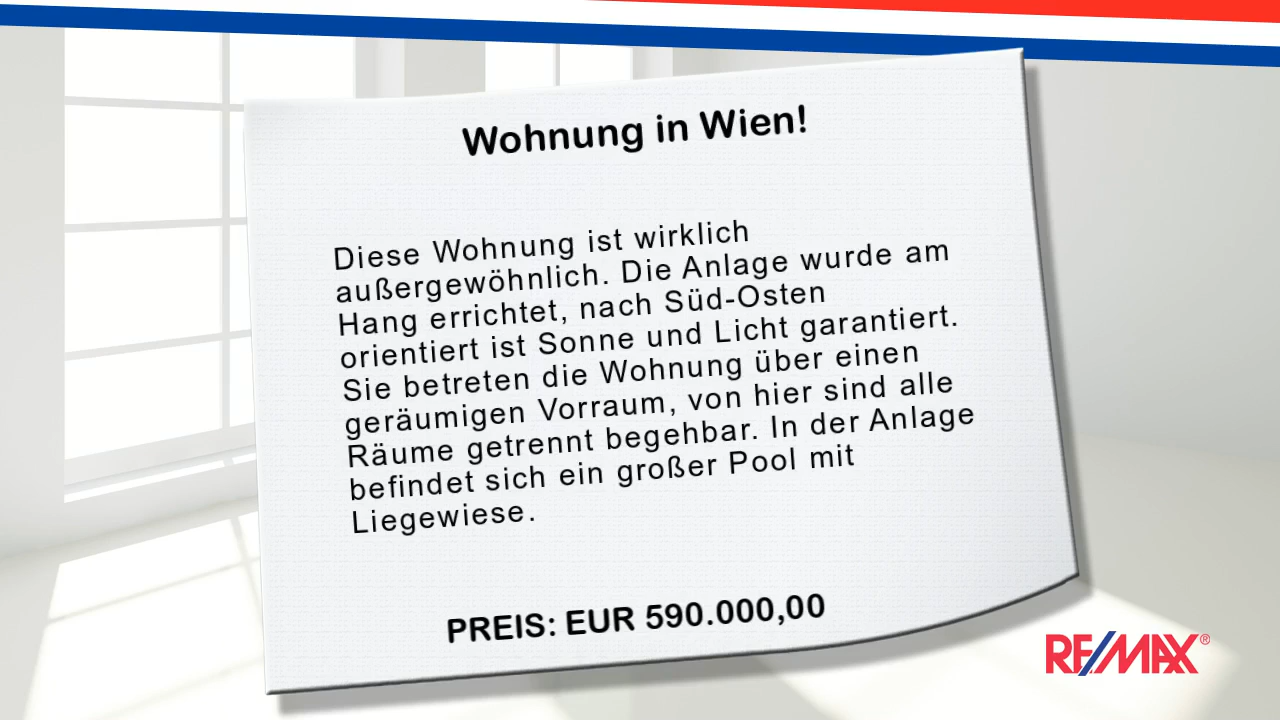 Wohnung in Wien!
Diese Wohnung ist wirklich
außergewöhnlich. Die Anlage wurde am
Hang errichtet, nach Süd-Osten
orientiert ist Sonne und Licht garantiert.
Sie betreten die Wohnung über einen
geräumigen Vorraum, von hier sind alle
Räume getrennt begehbar. In der Anlage
befindet sich ein großer Pool mit
Liegewiese.
PREIS: EUR 590.000,00
RE/MAX®